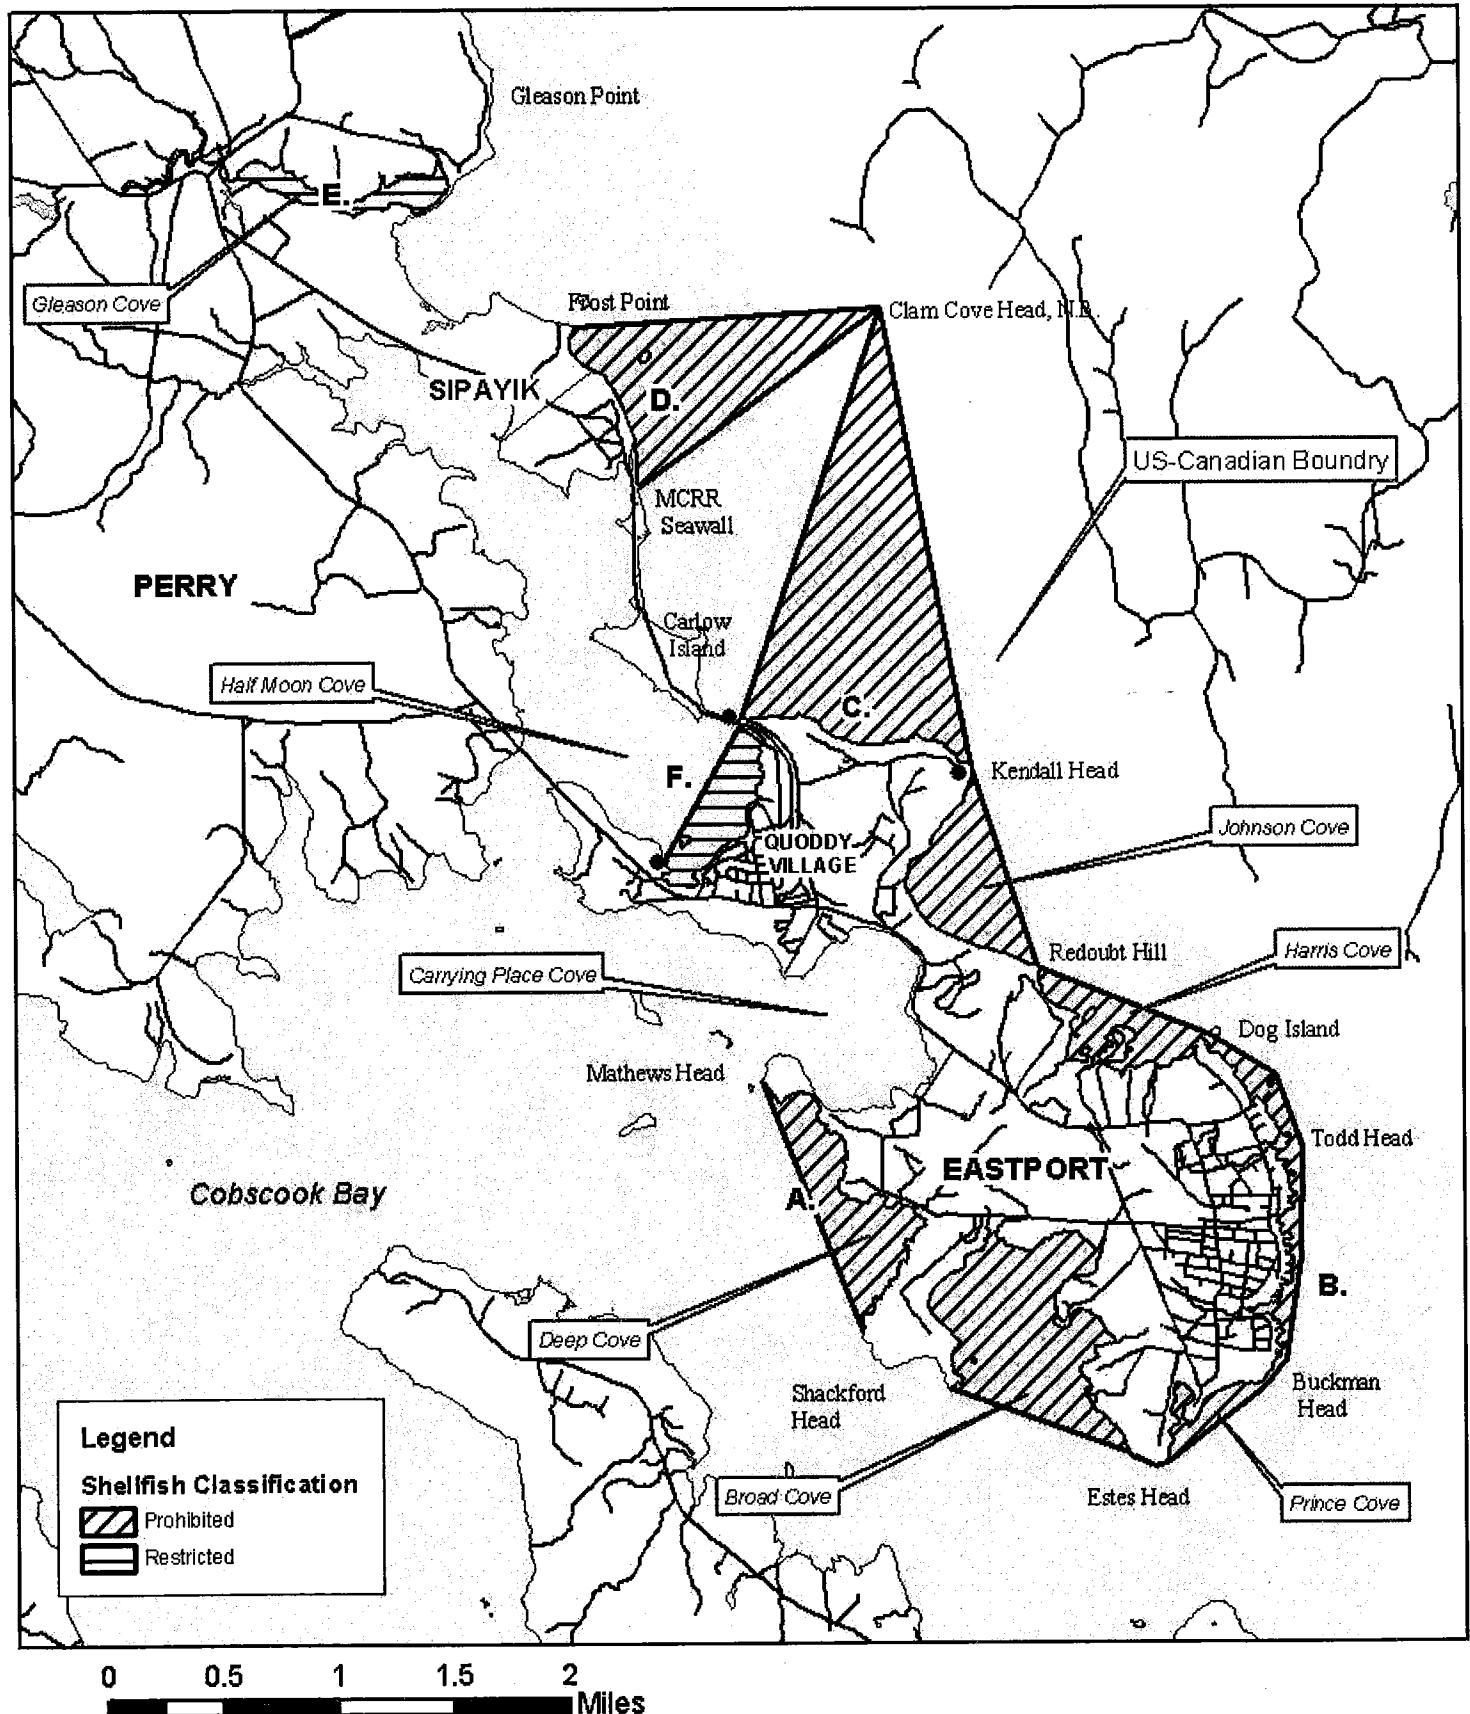 Gleason Point
E.
Gleason Cove
Frost Point
Clam Cove Head, N.B.
SIPAYIK
D.
US-Canadian Boundry
MCRR
Seawall
PERRY
Carlow
Island
Half Moon Cove
C.
F.
Kendall Head
Johnson Cove
QUODDY
VILLAGE
Redoubt Hill
Harris Cove
Carrying Place Cove
Dog Island
Mathews Head
Todd Head
EASTPORT
Cobscook Bay
A.
B.
Deep Cove
Shackford
Head
Buckman
Head
Legend
Shellfish Classification
Prohibited
Restricted
Broad Cove
Estes Head
Prince Cove
0 0.5 1 1.5 2
Miles